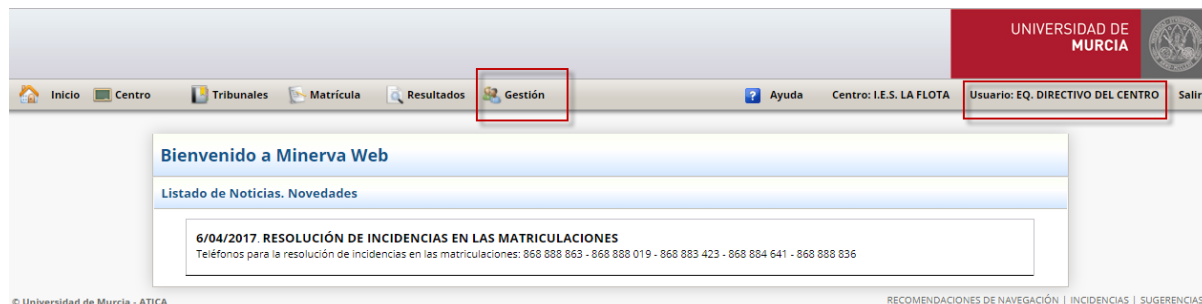 UNIVERSIDAD DE
MURCIA
Inicio Centro Tribunales Matrícula Resultados Gestión Ayuda Centro: I.E.S. LA FLOTA Usuario: EQ. DIRECTIVO DEL CENTRO Salir
Bienvenido a Minerva Web
Listado de Noticias. Novedades
6/04/2017. RESOLUCIÓN DE INCIDENCIAS EN LAS MATRICULACIONES
Teléfonos para la resolución de incidencias en las matriculaciones: 868 888 863 - 868 888 019 - 868 883 423 - 868 884 641 - 868 888 836
© Universidad de Murcia - ATICA RECOMENDACIONES DE NAVEGACIÓN | INCIDENCIAS | SUGERENCIAS